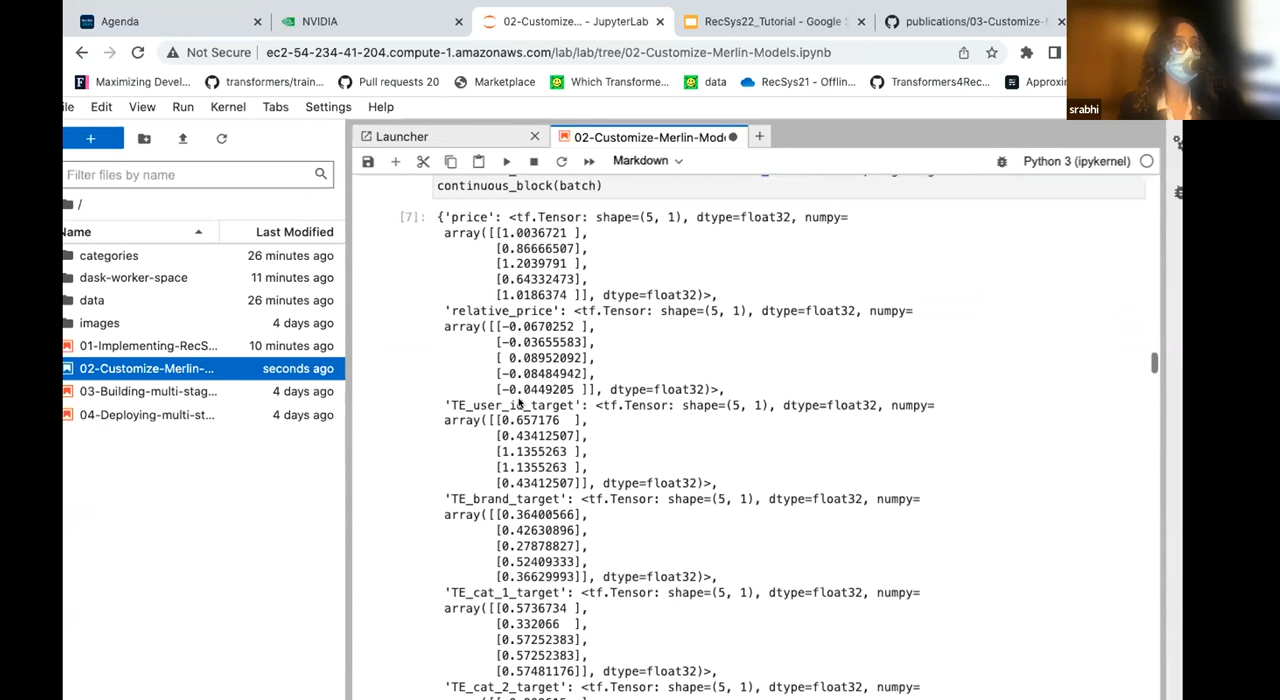 Agenda
NVIDIA
02-Customize... - JupyterLab
RecSys22_Tutorial - Google S
publications/03-Customize-
Not Secure
ec2-54-234-41-204.compute-1.amazonaws.com/lab/lab/tree/02-Customize-Merlin-Models.ipynb
Maximizing Devel...
transformers/train...
Pull requests 20
Marketplace
Which Transforme...
data
RecSys21 - Offlin...
Transformers4Rec...
Approxi
srabhi
ile Edit View Run Kernel Tabs Settings Help
Launcher
02-Customize-Merlin-Mode
Filter files by name
Markdown
Python 3 (ipykernel)
/
Name
Last Modified
categories 26 minutes ago
dask-worker-space 11 minutes ago
data 26 minutes ago
images 4 days ago
01-Implementing-RecS... 10 minutes ago
02-Customize-Merlin-... seconds ago
03-Building-multi-stag... 4 days ago
04-Deploying-multi-st... 4 days ago
continuous_block(batch)
[7]: {'price': <tf.Tensor: shape=(5, 1), dtype=float32, numpy=
array([[1.0036721 ],
[0.86666507],
[1.2039791 ],
[0.64332473],
[1.0186374 ]], dtype=float32)>,
'relative_price': <tf.Tensor: shape=(5, 1), dtype=float32, numpy=
array([[-0.0670252 ],
[-0.03655583],
[ 0.08952092],
[-0.08484942],
[-0.0449205 ]], dtype=float32)>,
'TE_user_id_target': <tf.Tensor: shape=(5, 1), dtype=float32, numpy=
array([[0.657176  ],
[0.43412507],
[1.1355263 ],
[1.1355263 ],
[0.43412507]], dtype=float32)>,
'TE_brand_target': <tf.Tensor: shape=(5, 1), dtype=float32, numpy=
array([[0.36400566],
[0.42630896],
[0.27878827],
[0.52409333],
[0.36629993]], dtype=float32)>,
'TE_cat_1_target': <tf.Tensor: shape=(5, 1), dtype=float32, numpy=
array([[0.5736734 ],
[0.332066  ],
[0.57252383],
[0.57252383],
[0.57481176]], dtype=float32)>,
'TE_cat_2_target': <tf.Tensor: shape=(5, 1), dtype=float32, numpy=